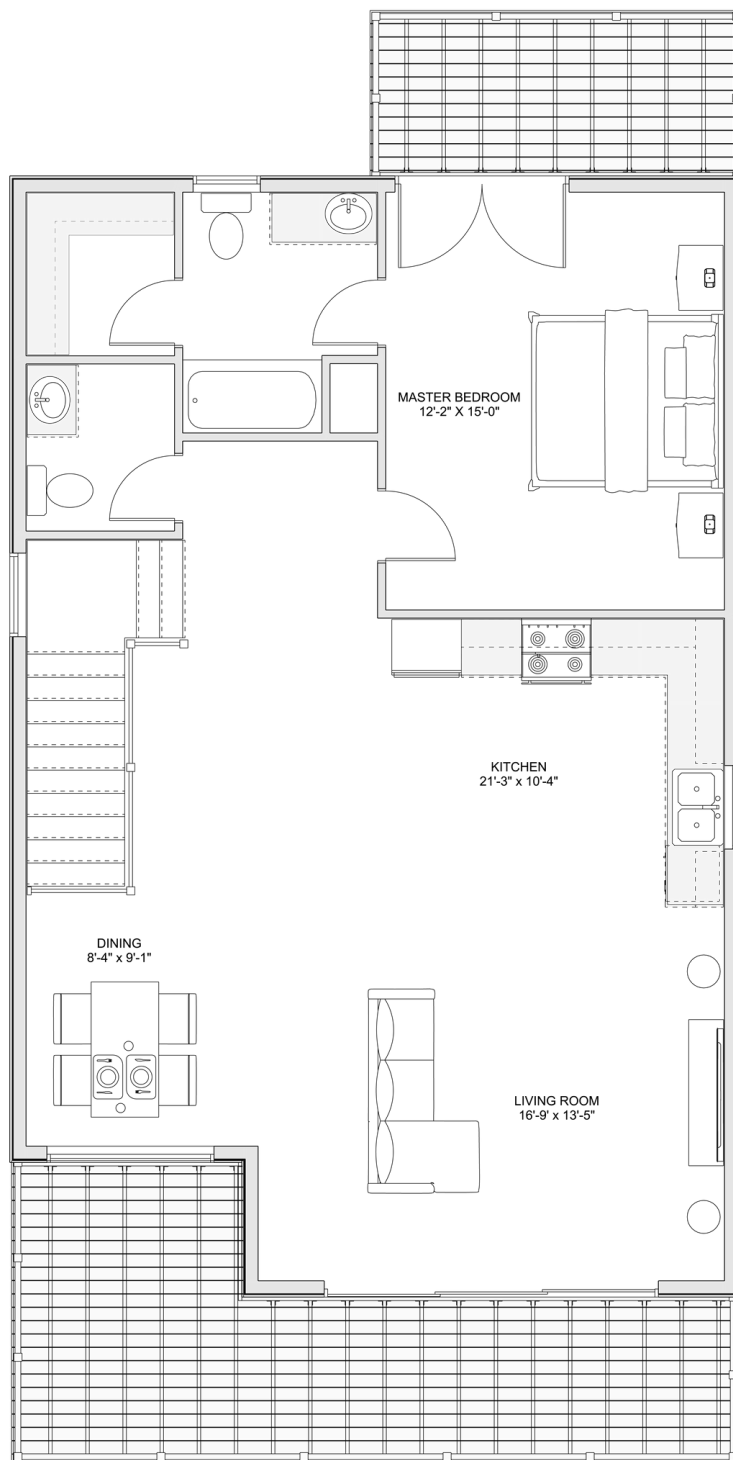 MASTER BEDROOM
12'-2" X 15'-0"
KITCHEN
21'-3" x 10'-4"
DINING
8'-4" x 9'-1"
LIVING ROOM
16'-9' x 13'-5"